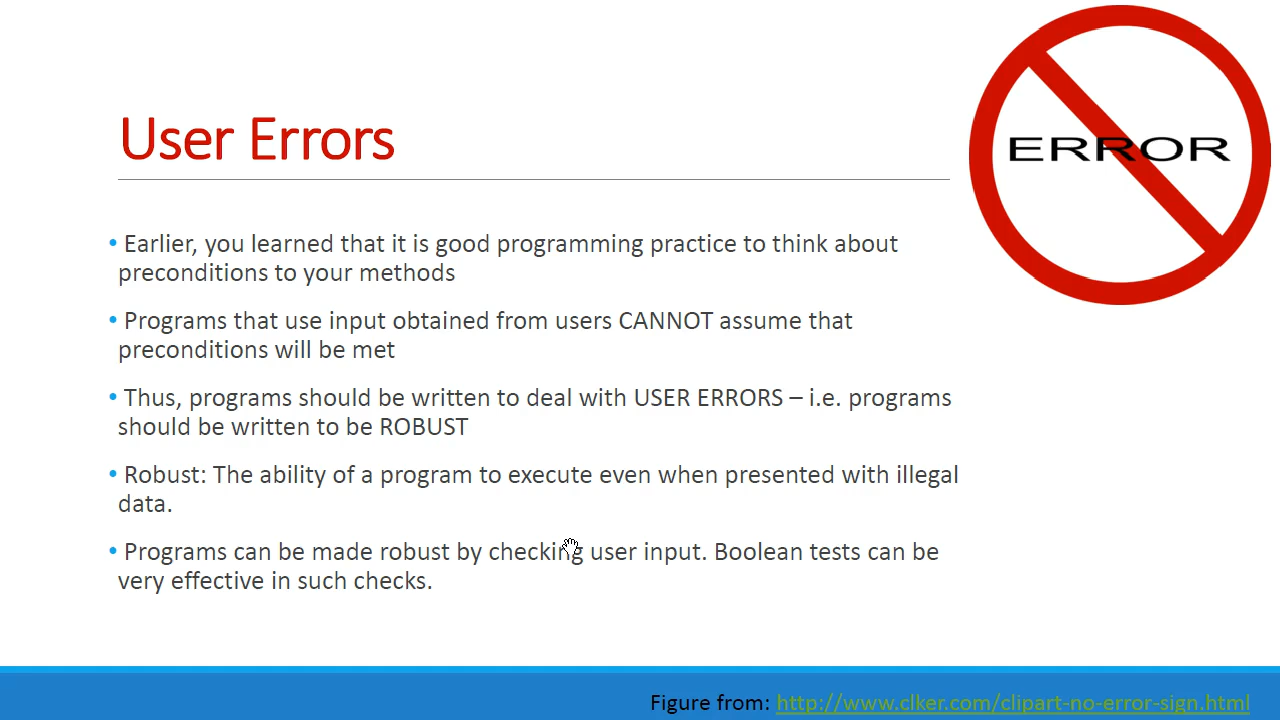 User Errors
ERROR
• Earlier, you learned that it is good programming practice to think about
preconditions to your methods
• Programs that use input obtained from users CANNOT assume that
preconditions will be met
• Thus, programs should be written to deal with USER ERRORS – i.e. programs
should be written to be ROBUST
• Robust: The ability of a program to execute even when presented with illegal
data.
• Programs can be made robust by checking user input. Boolean tests can be
very effective in such checks.
Figure from: http://www.clker.com/clipart-no-error-sign.html